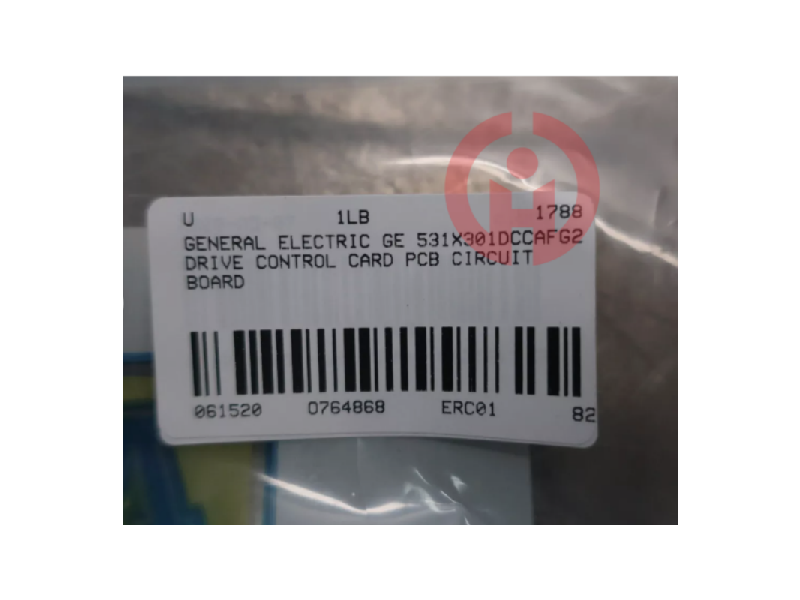 U 1LB 1788
GENERAL ELECTRIC GE 531X301DCCAFG2
DRIVE CONTROL CARD PCB CIRCUIT
BOARD
061520 0764868 ERC01 82